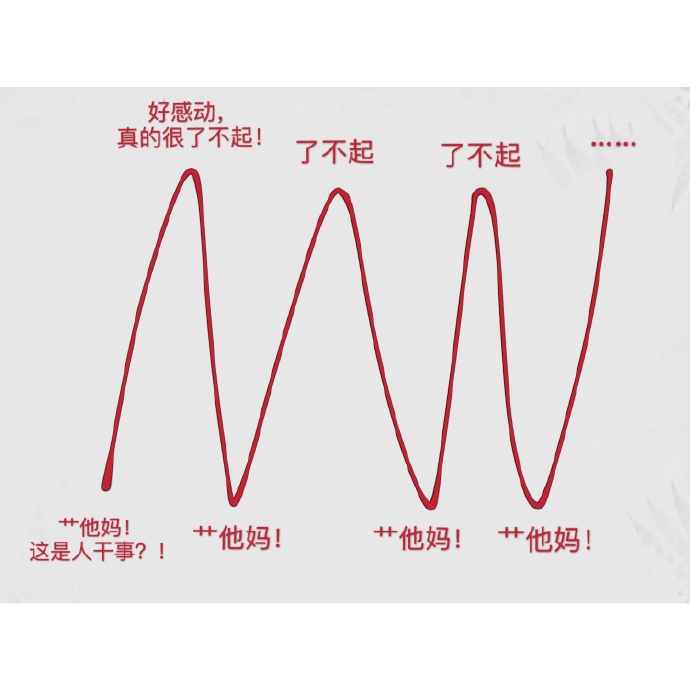 好感动，
真的很了不起！
了不起
了不起
……
艹他妈！
这是人干事？！
艹他妈！
艹他妈！
艹他妈！